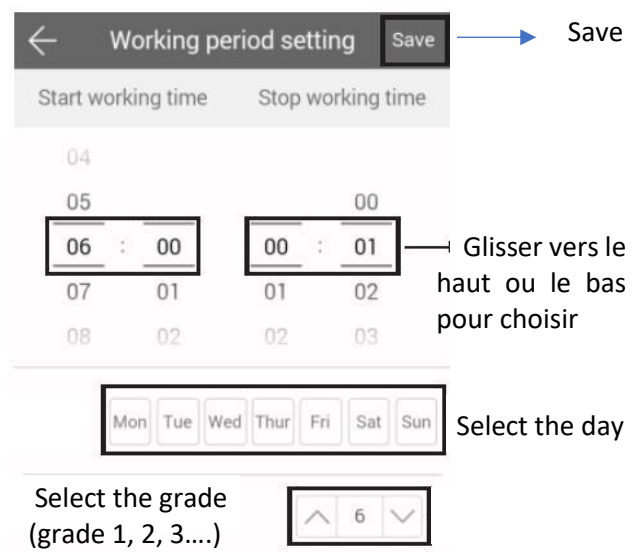 Working period setting Save Save
Start working time Stop working time
04
05 00
06 : 00 00 : 01
07 01 01 02
08 02 02 03
Glisser vers le
haut ou le bas
pour choisir
Mon Tue Wed Thur Fri Sat Sun
Select the day
Select the grade
(grade 1, 2, 3....)
6